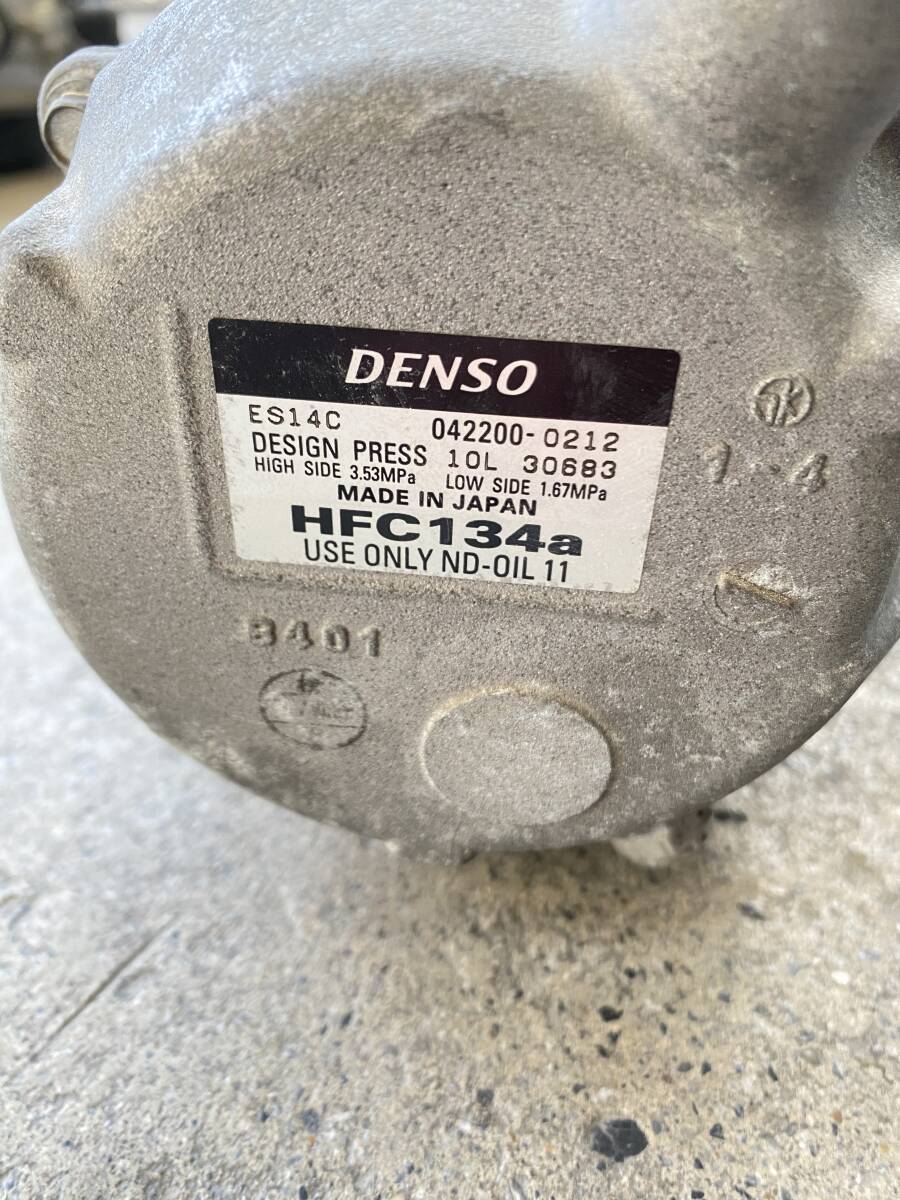 DENSO
ES14C 042200-0212
DESIGN PRESS 10L 30683
HIGH SIDE 3.53MPa LOW SIDE 1.67MPa
MADE IN JAPAN
HFC134a
USE ONLY ND-OIL 11
TK
1-4
8401